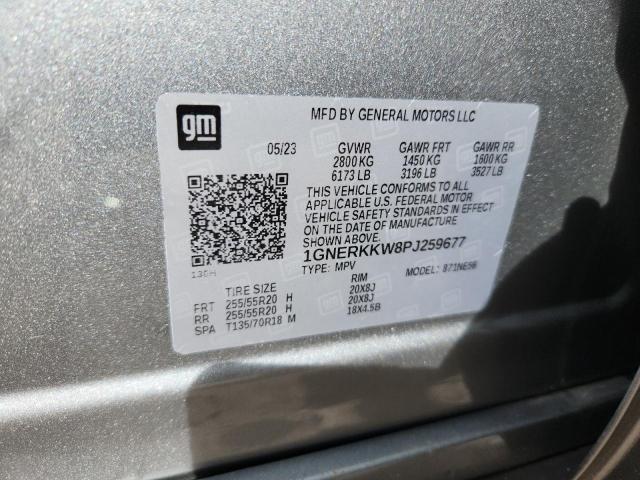 gm
MFD BY GENERAL MOTORS LLC
05/23 GVWR GAWR FRT GAWR RR
2800 KG 1450 KG 1600 KG
6173 LB 3196 LB 3527 LB
THIS VEHICLE CONFORMS TO ALL
APPLICABLE U.S. FEDERAL MOTOR
VEHICLE SAFETY STANDARDS IN EFFECT
ON THE DATE OF MANUFACTURE
SHOWN ABOVE
1GNERKKW8PJ259677
TYPE: MPV MODEL: 871NE56
TIRE SIZE RIM
FRT 255/55R20 H 20X8J
RR 255/55R20 H 20X8J
SPA T135/70R18 M 18X4.5B